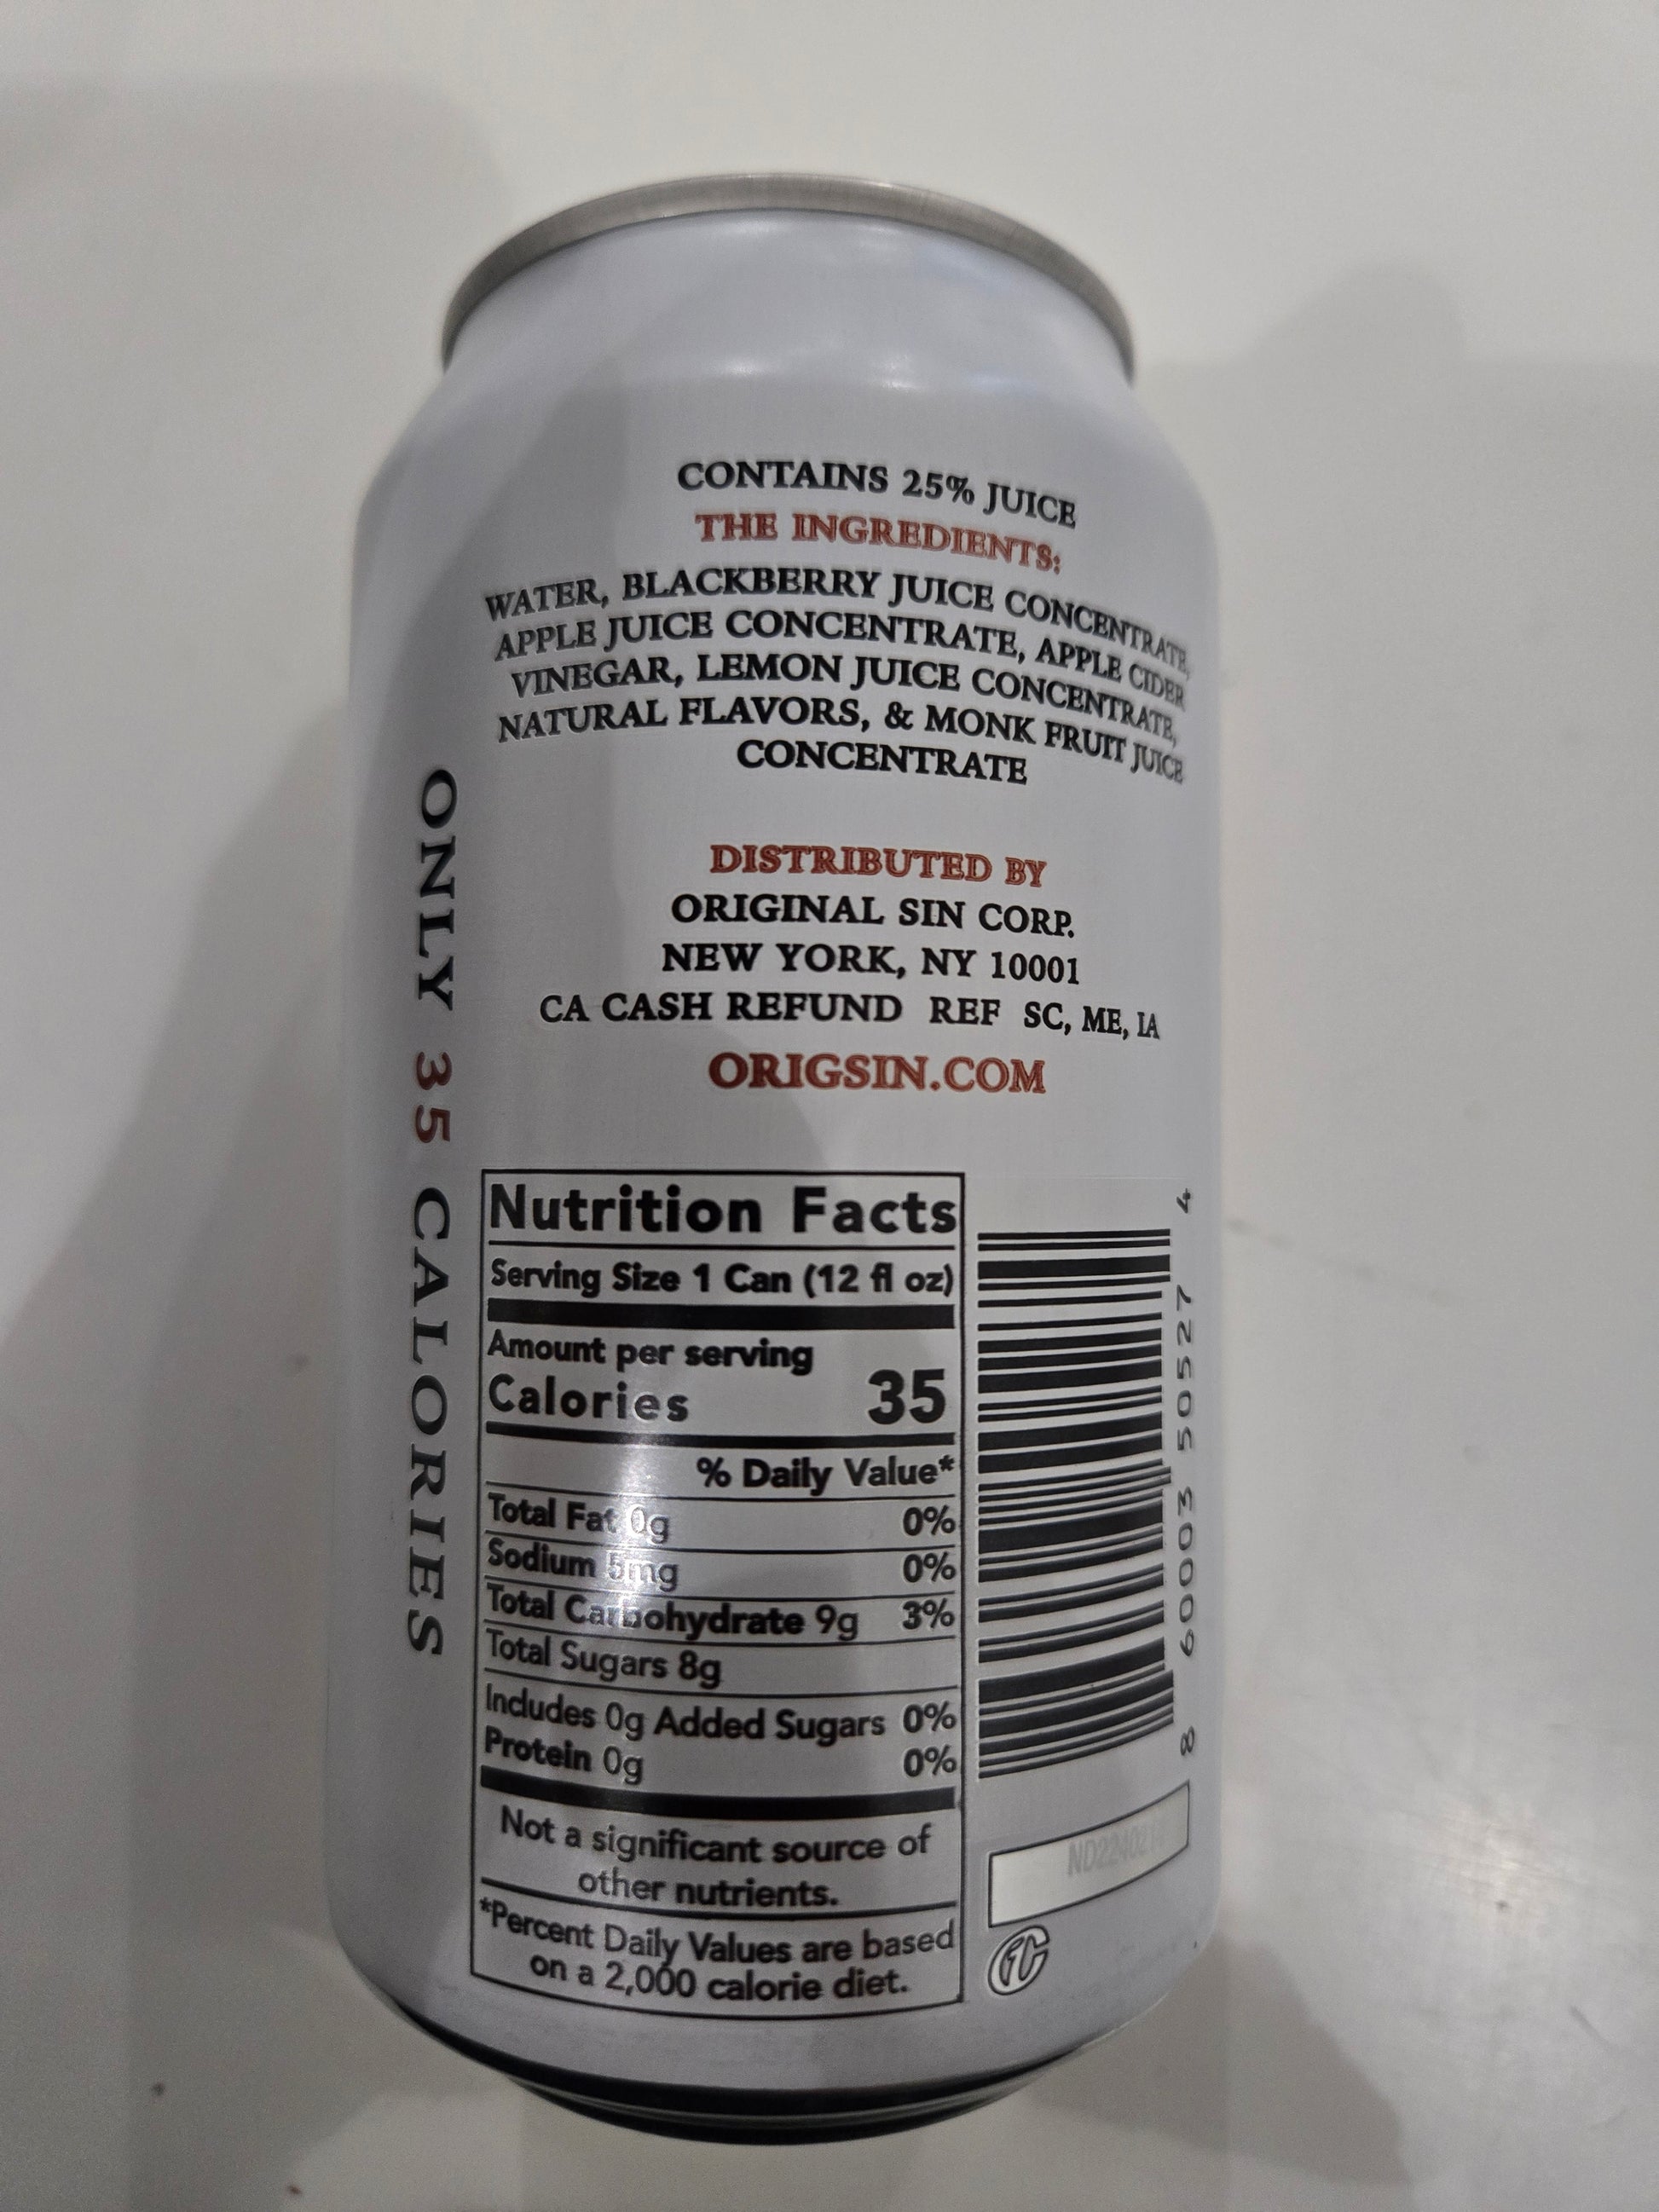 CONTAINS 25% JUICE
THE INGREDIENTS:
WATER, BLACKBERRY JUICE CONCENTRATE,
APPLE JUICE CONCENTRATE, APPLE CIDER
VINEGAR, LEMON JUICE CONCENTRATE,
NATURAL FLAVORS, & MONK FRUIT JUICE
CONCENTRATE
DISTRIBUTED BY
ORIGINAL SIN CORP.
NEW YORK, NY 10001
CA CASH REFUND REF SC, ME, IA
ORIGSIN.COM
ONLY 35 CALORIES
Nutrition Facts
Serving Size 1 Can (12 fl oz)
Amount per serving
Calories 35
% Daily Value*
Total Fat 0g 0%
Sodium 5mg 0%
Total Carbohydrate 9g 3%
Total Sugars 8g
Includes 0g Added Sugars 0%
Protein 0g 0%
Not a significant source of
other nutrients.
*Percent Daily Values are based
on a 2,000 calorie diet.
8 60003 50527 4